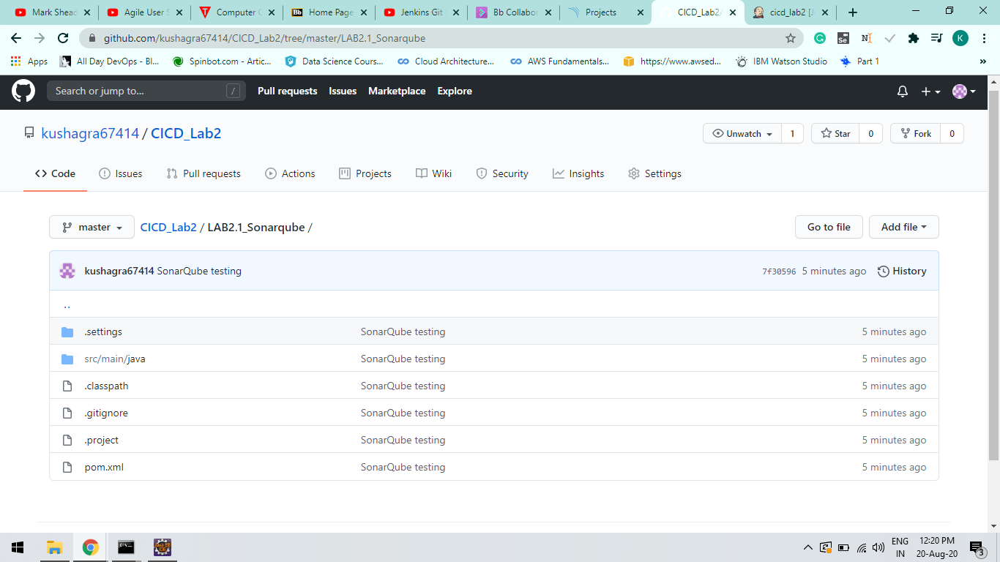 Mark Shead
Agile User S
Computer G
Bb Home Page
Jenkins Git P
Bb Collabor
Projects
CICD_Lab2/
cicd_lab2 [Je
github.com/kushagra67414/CICD_Lab2/tree/master/LAB2.1_Sonarqube
K
Apps
All Day DevOps - Bl...
Spinbot.com - Artic...
Data Science Cours...
Cloud Architecture...
AWS Fundamentals...
https://www.awsed...
IBM Watson Studio
Part 1
»
Search or jump to... /
Pull requests Issues Marketplace Explore
kushagra67414 / CICD_Lab2
Unwatch 1 Star 0 Fork 0
Code Issues Pull requests Actions Projects Wiki Security Insights Settings
master CICD_Lab2 / LAB2.1_Sonarqube / Go to file Add file
kushagra67414 SonarQube testing 7f30596 5 minutes ago History
..
.settings SonarQube testing 5 minutes ago
src/main/java SonarQube testing 5 minutes ago
.classpath SonarQube testing 5 minutes ago
.gitignore SonarQube testing 5 minutes ago
.project SonarQube testing 5 minutes ago
pom.xml SonarQube testing 5 minutes ago
ENG 12:20 PM
IN 20-Aug-20 3